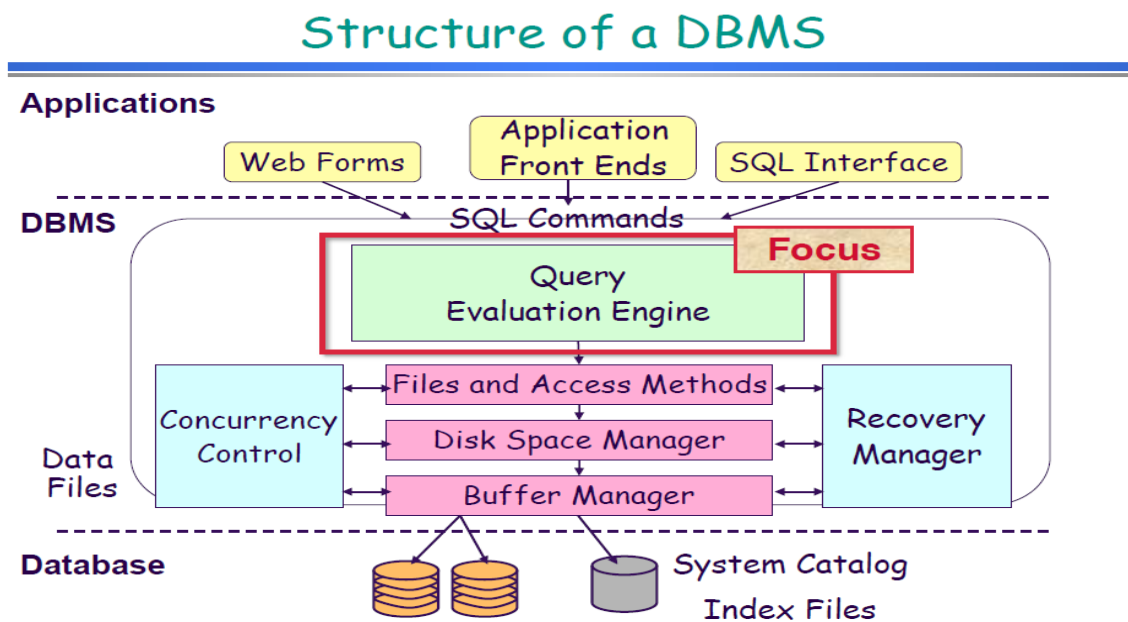 Structure of a DBMS
Applications
Web Forms
Application
Front Ends
SQL Interface
DBMS
SQL Commands
Focus
Query
Evaluation Engine
Concurrency
Control
Files and Access Methods
Disk Space Manager
Buffer Manager
Recovery
Manager
Data
Files
Database
System Catalog
Index Files